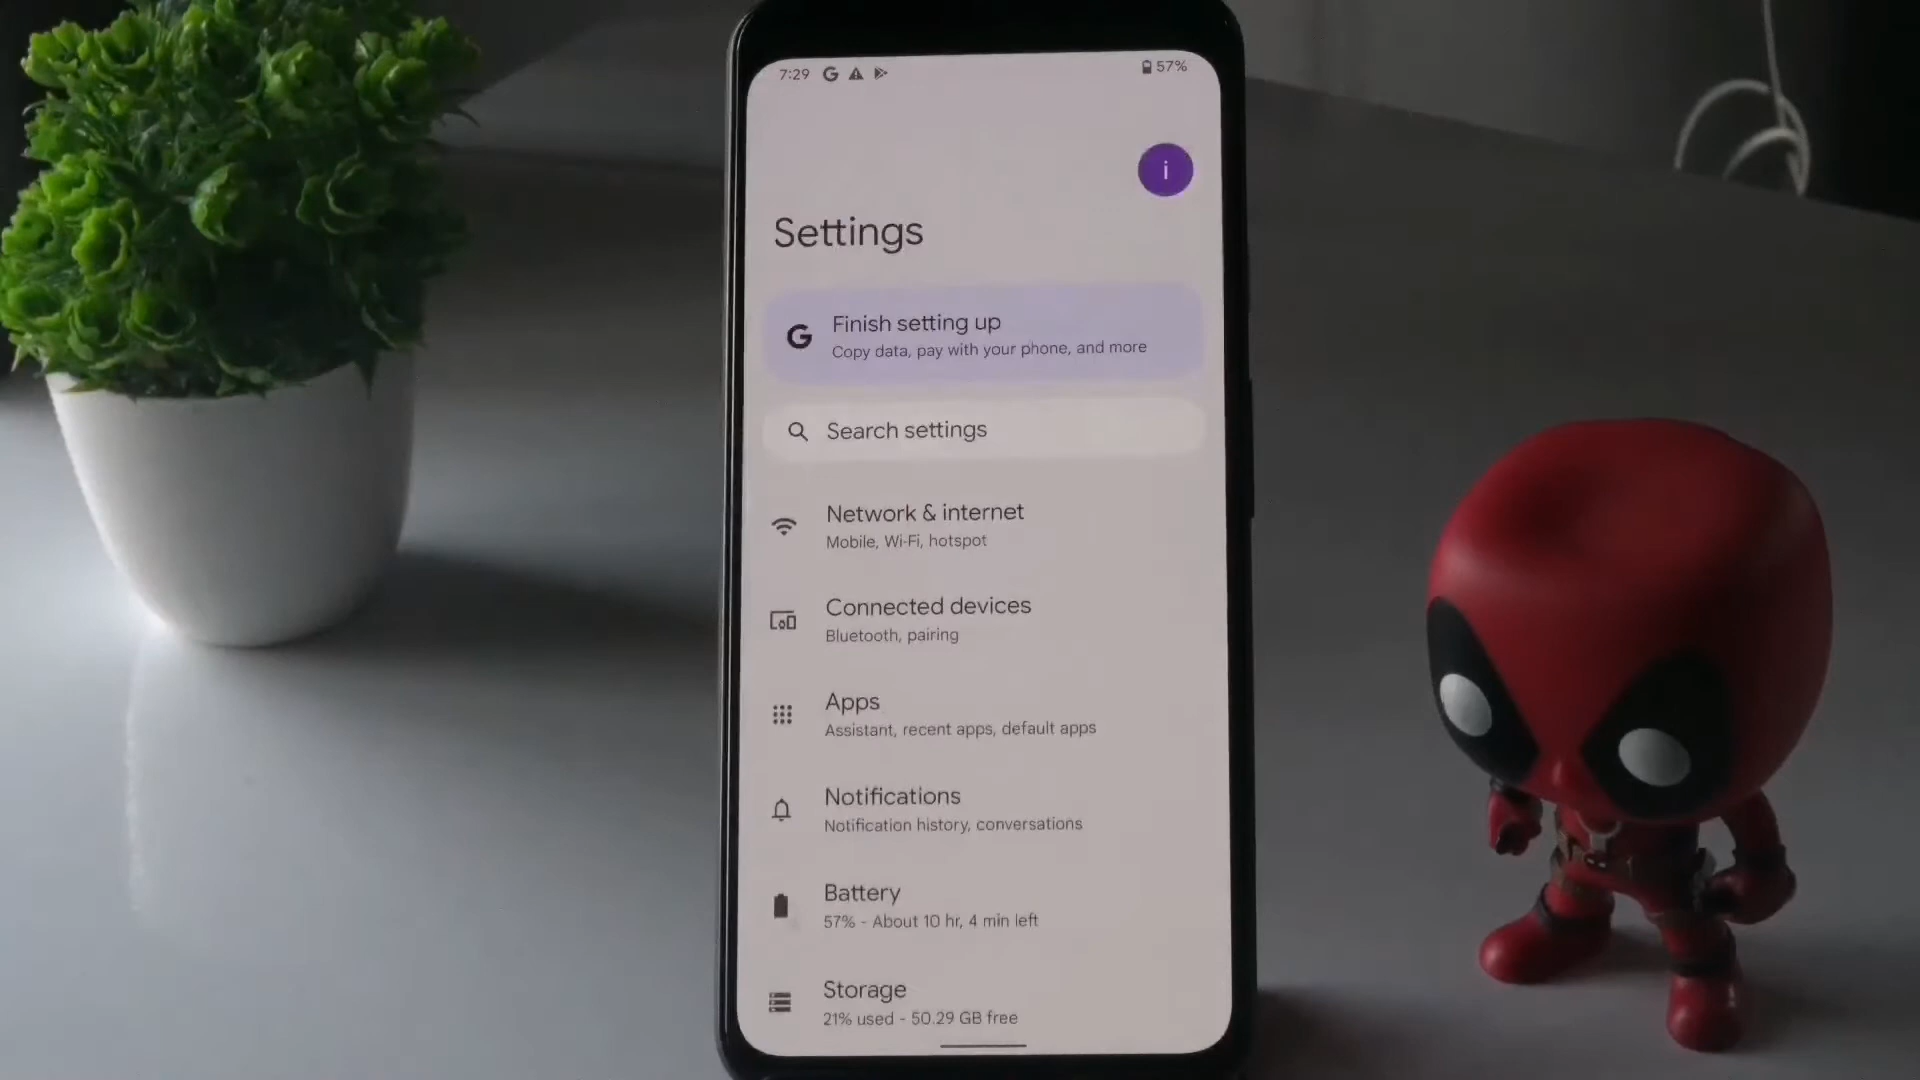 7:29
57%
i
Settings
G
Finish setting up
Copy data, pay with your phone, and more
Search settings
Network & internet
Mobile, Wi-Fi, hotspot
Connected devices
Bluetooth, pairing
Apps
Assistant, recent apps, default apps
Notifications
Notification history, conversations
Battery
57% - About 10 hr, 4 min left
Storage
21% used - 50.29 GB free